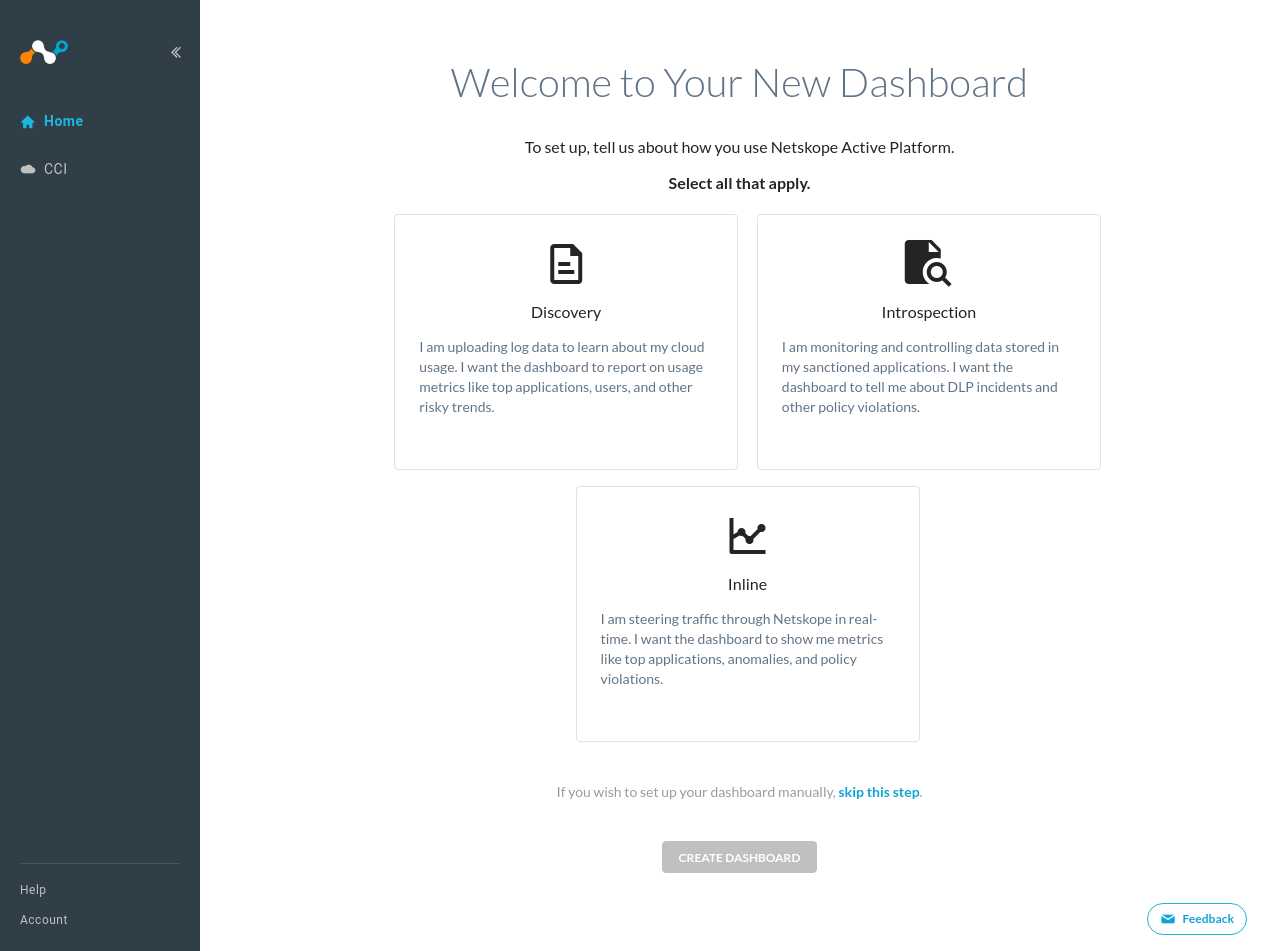 Home
CCI
Help
Account
Welcome to Your New Dashboard
To set up, tell us about how you use Netskope Active Platform.
Select all that apply.
Discovery
I am uploading log data to learn about my cloud
usage. I want the dashboard to report on usage
metrics like top applications, users, and other
risky trends.
Introspection
I am monitoring and controlling data stored in
my sanctioned applications. I want the
dashboard to tell me about DLP incidents and
other policy violations.
Inline
I am steering traffic through Netskope in real-
time. I want the dashboard to show me metrics
like top applications, anomalies, and policy
violations.
If you wish to set up your dashboard manually, skip this step.
CREATE DASHBOARD
Feedback